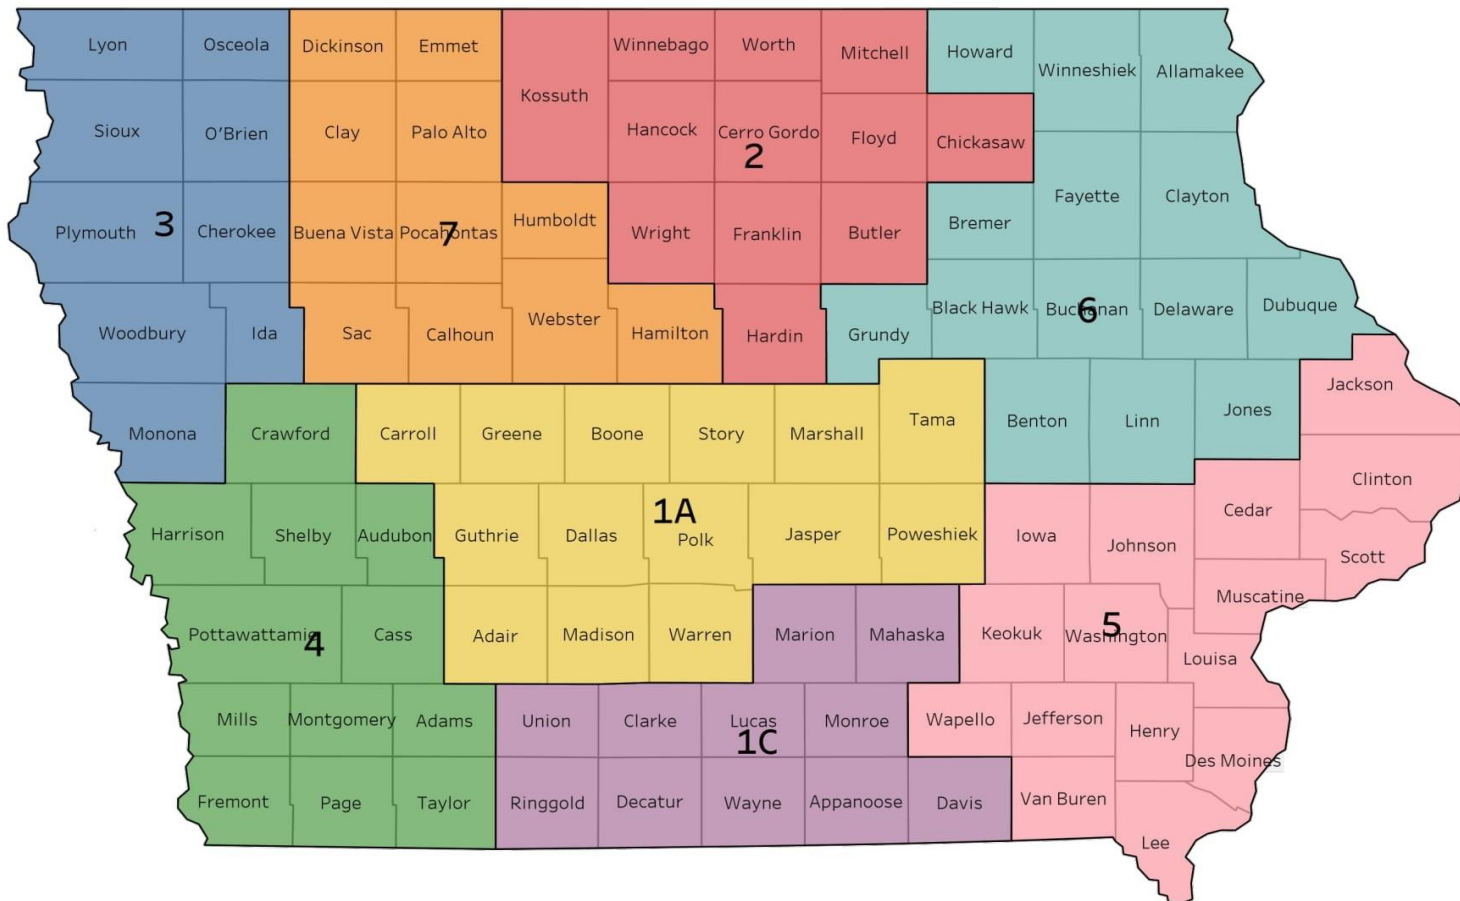 Lyon
Osceola
Dickinson
Emmet
Kossuth
Winnebago
Worth
Mitchell
Howard
Winneshiek
Allamakee
Sioux
O'Brien
Clay
Palo Alto
Hancock
Cerro Gordo
Floyd
Chickasaw
2
Plymouth
3
Cherokee
Buena Vista
Pocahontas
7
Humboldt
Wright
Franklin
Butler
Bremer
Fayette
Clayton
Woodbury
Ida
Sac
Calhoun
Webster
Hamilton
Hardin
Grundy
Black Hawk
Buchanan
6
Delaware
Dubuque
Monona
Crawford
Carroll
Greene
Boone
Story
Marshall
Tama
Benton
Linn
Jones
Jackson
Clinton
Harrison
Shelby
Audubon
Guthrie
Dallas
1A
Polk
Jasper
Poweshiek
Iowa
Johnson
Cedar
Scott
Muscatine
Pottawattamie
4
Cass
Adair
Madison
Warren
Marion
Mahaska
Keokuk
Washington
5
Louisa
Mills
Montgomery
Adams
Union
Clarke
Lucas
1C
Monroe
Wapello
Jefferson
Henry
Des Moines
Fremont
Page
Taylor
Ringgold
Decatur
Wayne
Appanoose
Davis
Van Buren
Lee